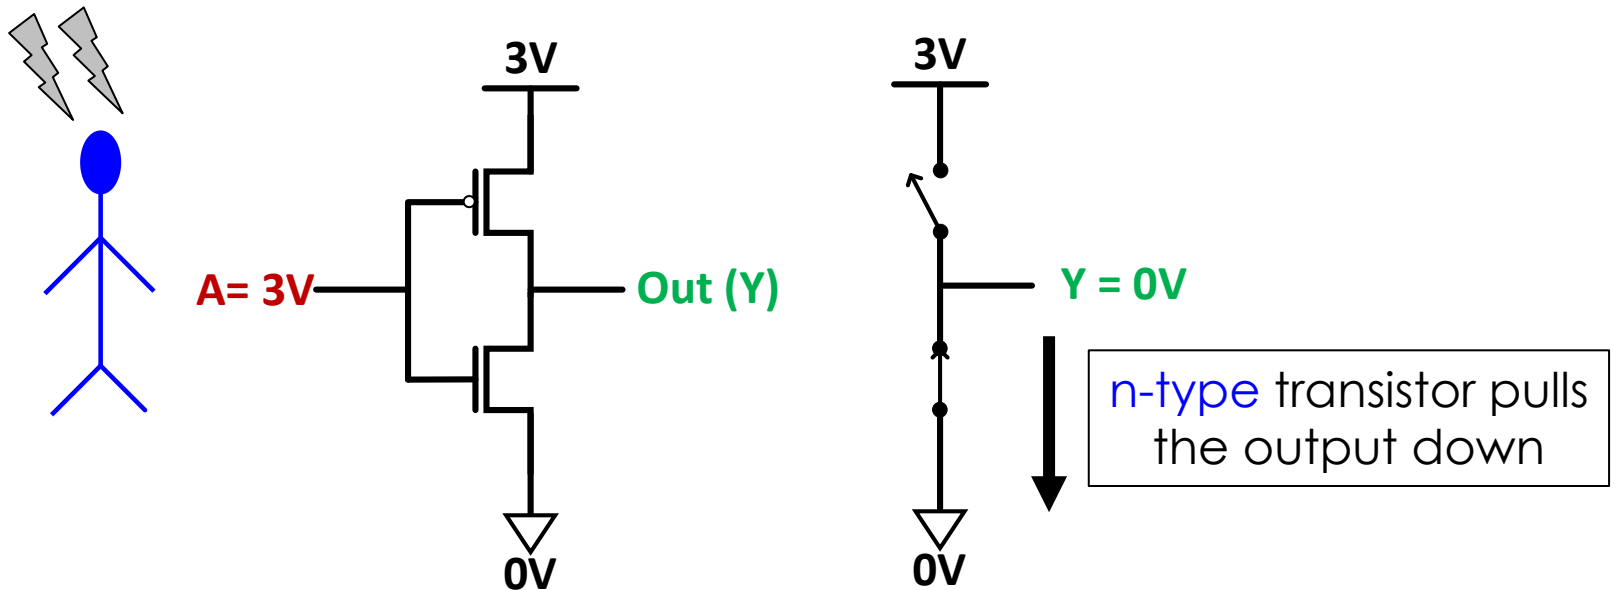 3V
A= 3V
Out (Y)
0V
3V
Y = 0V
n-type transistor pulls
the output down
0V